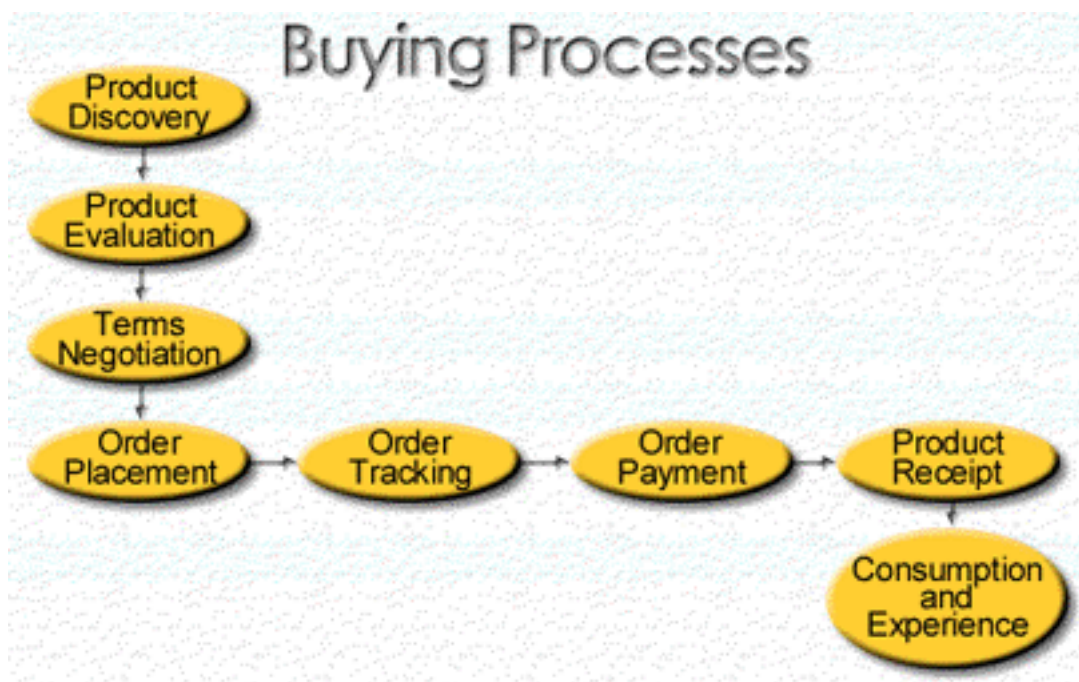 Buying Processes
Product
Discovery
Product
Evaluation
Terms
Negotiation
Order
Placement
Order
Tracking
Order
Payment
Product
Receipt
Consumption
and
Experience